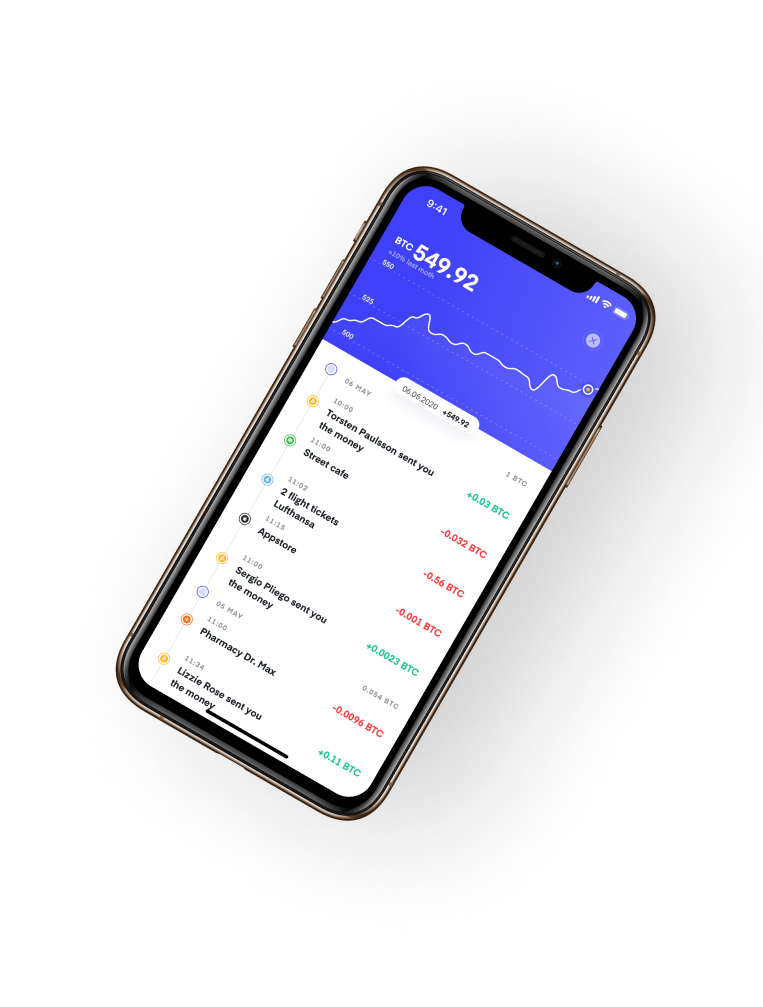 9:41
BTC 549.92
+10% last moth
550
525
500
06.05.2020 +549.92
06 MAY
1 BTC
10:00
Torsten Paulsson sent you
the money
+0.03 BTC
11:00
Street cafe
-0.032 BTC
11:02
2 flight tickets
Lufthansa
-0.56 BTC
11:15
Appstore
-0.001 BTC
11:00
Sergio Pliego sent you
the money
+0.0023 BTC
05 MAY
0.054 BTC
11:00
Pharmacy Dr. Max
-0.0096 BTC
11:34
Lizzie Rose sent you
the money
+0.11 BTC